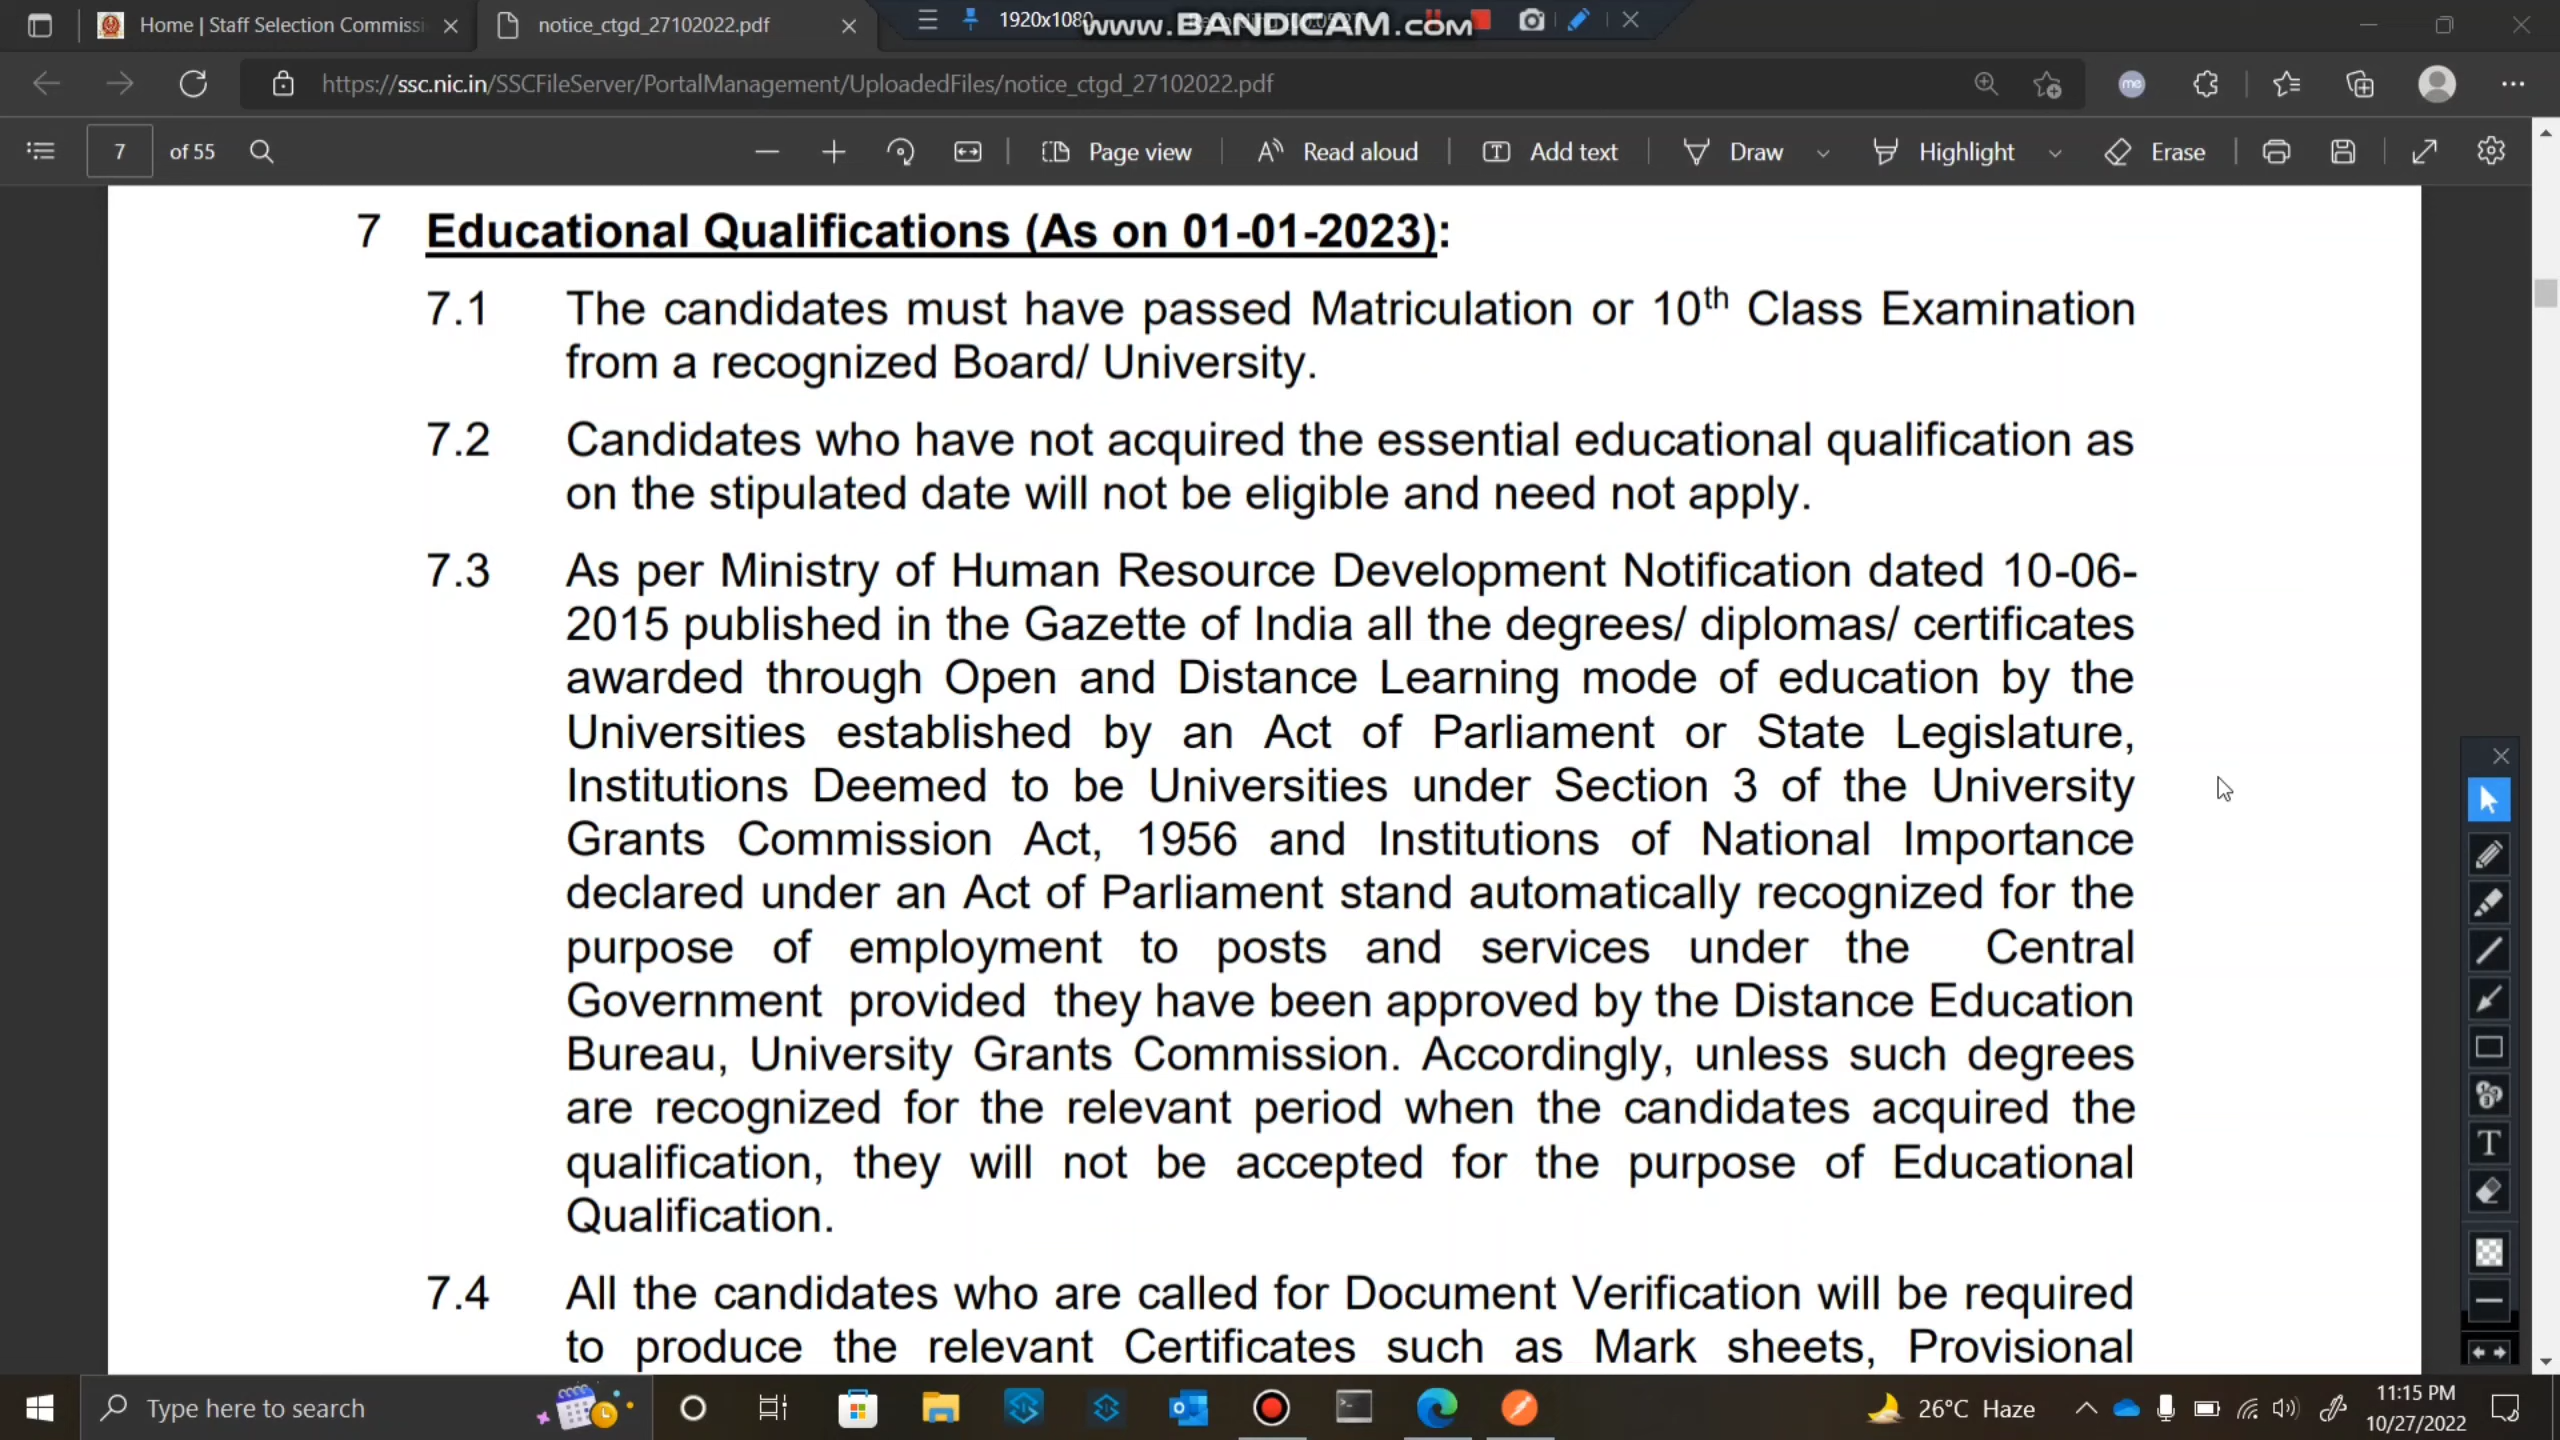 Home | Staff Selection Commissi
notice_ctgd_27102022.pdf
1920x1080
www.BANDICAM.com
https://ssc.nic.in/SSCFileServer/PortalManagement/UploadedFiles/notice_ctgd_27102022.pdf
me
7 of 55
Page view
Read aloud
Add text
Draw
Highlight
Erase
7 Educational Qualifications (As on 01-01-2023):
7.1 The candidates must have passed Matriculation or 10th Class Examination
from a recognized Board/ University.
7.2 Candidates who have not acquired the essential educational qualification as
on the stipulated date will not be eligible and need not apply.
7.3 As per Ministry of Human Resource Development Notification dated 10-06-
2015 published in the Gazette of India all the degrees/ diplomas/ certificates
awarded through Open and Distance Learning mode of education by the
Universities established by an Act of Parliament or State Legislature,
Institutions Deemed to be Universities under Section 3 of the University
Grants Commission Act, 1956 and Institutions of National Importance
declared under an Act of Parliament stand automatically recognized for the
purpose of employment to posts and services under the Central
Government provided they have been approved by the Distance Education
Bureau, University Grants Commission. Accordingly, unless such degrees
are recognized for the relevant period when the candidates acquired the
qualification, they will not be accepted for the purpose of Educational
Qualification.
7.4 All the candidates who are called for Document Verification will be required
to produce the relevant Certificates such as Mark sheets, Provisional
T
Type here to search
26°C Haze
11:15 PM
10/27/2022